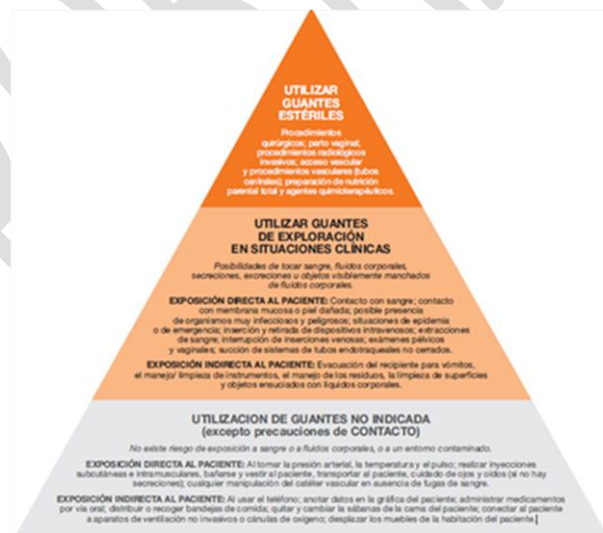 UTILIZAR
GUANTES
ESTÉRILES
Procedimientos
quirúrgicos; parto vaginal;
procedimientos radiológicos
invasivos; acceso vascular
y procedimientos vasculares (tubos
centrales); preparación de nutrición
parental total y agentes quimioterapéuticos.
UTILIZAR GUANTES
DE EXPLORACIÓN
EN SITUACIONES CLÍNICAS
Posibilidades de tocar sangre, fluidos corporales,
secreciones, excreciones u objetos visiblemente manchados
de fluidos corporales.
EXPOSICIÓN DIRECTA AL PACIENTE: Contacto con sangre; contacto
con membrana mucosa o piel dañada; posible presencia
de organismos muy infecciosos y peligrosos; situaciones de epidemia
o de emergencia; inserción y retirada de dispositivos intravenosos; extracciones
de sangre; interrupción de inserciones venosas; exámenes pélvicos
y vaginales; succión de sistemas de tubos endotraqueales no cerrados.
EXPOSICIÓN INDIRECTA AL PACIENTE: Evacuación del recipiente para vómitos,
el manejo/ limpieza de instrumentos, el manejo de los residuos, la limpieza de superficies
y objetos ensuciados con líquidos corporales.
UTILIZACION DE GUANTES NO INDICADA
(excepto precauciones de CONTACTO)
No existe riesgo de exposición a sangre o a fluidos corporales, o a un entorno contaminado.
EXPOSICIÓN DIRECTA AL PACIENTE: Al tomar la presión arterial, la temperatura y el pulso; realizar inyecciones
subcutáneas e intramusculares, bañarse y vestir al paciente, transportar al paciente, cuidado de ojos y oídos (si no hay
secreciones); cualquier manipulación del catéter vascular en ausencia de fugas de sangre.
EXPOSICIÓN INDIRECTA AL PACIENTE: Al usar el teléfono; anotar datos en la gráfica del paciente; administrar medicamentos
por vía oral; distribuir o recoger bandejas de comida; quitar y cambiar la sábanas de la cama del paciente; conectar al paciente
a aparatos de ventilación no invasivos o cánulas de oxígeno; desplazar los muebles de la habitación del paciente.]